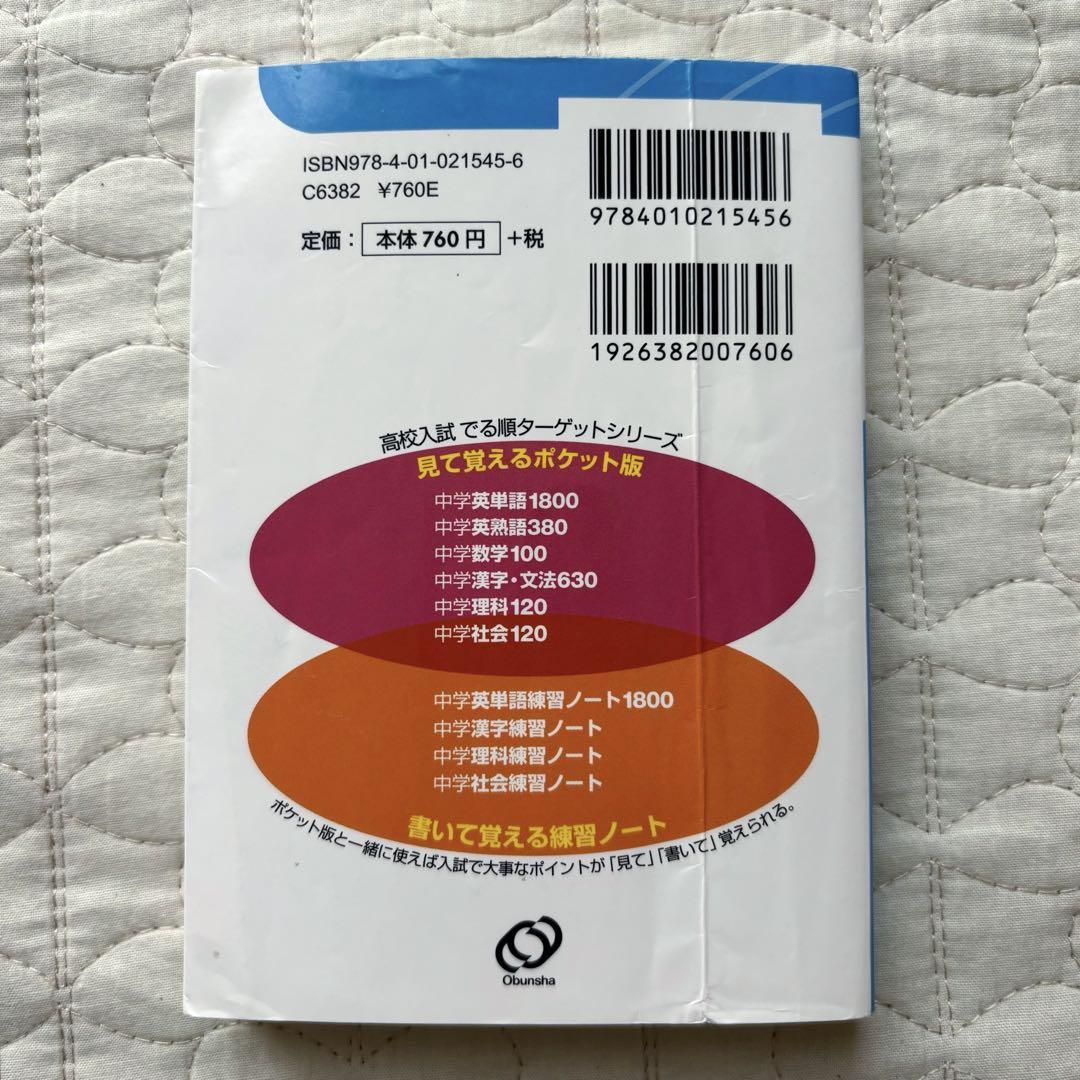 ISBN978-4-01-021545-6
C6382 ¥760E
定価：本体760円+税
9784010215456
1926382007606
高校入試 でる順ターゲットシリーズ
見て覚えるポケット版
中学英単語1800
中学英熟語380
中学数学100
中学漢字・文法630
中学理科120
中学社会120
中学英単語練習ノート1800
中学漢字練習ノート
中学理科練習ノート
中学社会練習ノート
書いて覚える練習ノート
ポケット版と一緒に使えば入試で大事なポイントが「見て」「書いて」覚えられる。
Obunsha